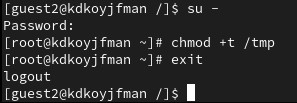 [guest2@kdkoyjfman /]$ su -
Password:
[root@kdkoyjfman ~]# chmod +t /tmp
[root@kdkoyjfman ~]# exit
logout
[guest2@kdkoyjfman /]$